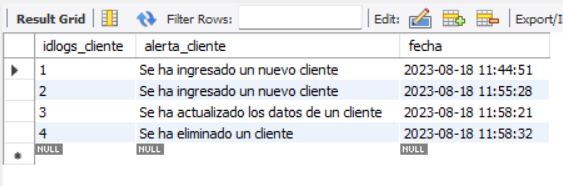 Result Grid Filter Rows: Edit: Export/I
idlogs_cliente alerta_cliente fecha
1 Se ha ingresado un nuevo cliente 2023-08-18 11:44:51
2 Se ha ingresado un nuevo cliente 2023-08-18 11:55:28
3 Se ha actualizado los datos de un cliente 2023-08-18 11:58:21
4 Se ha eliminado un cliente 2023-08-18 11:58:32
NULL NULL NULL